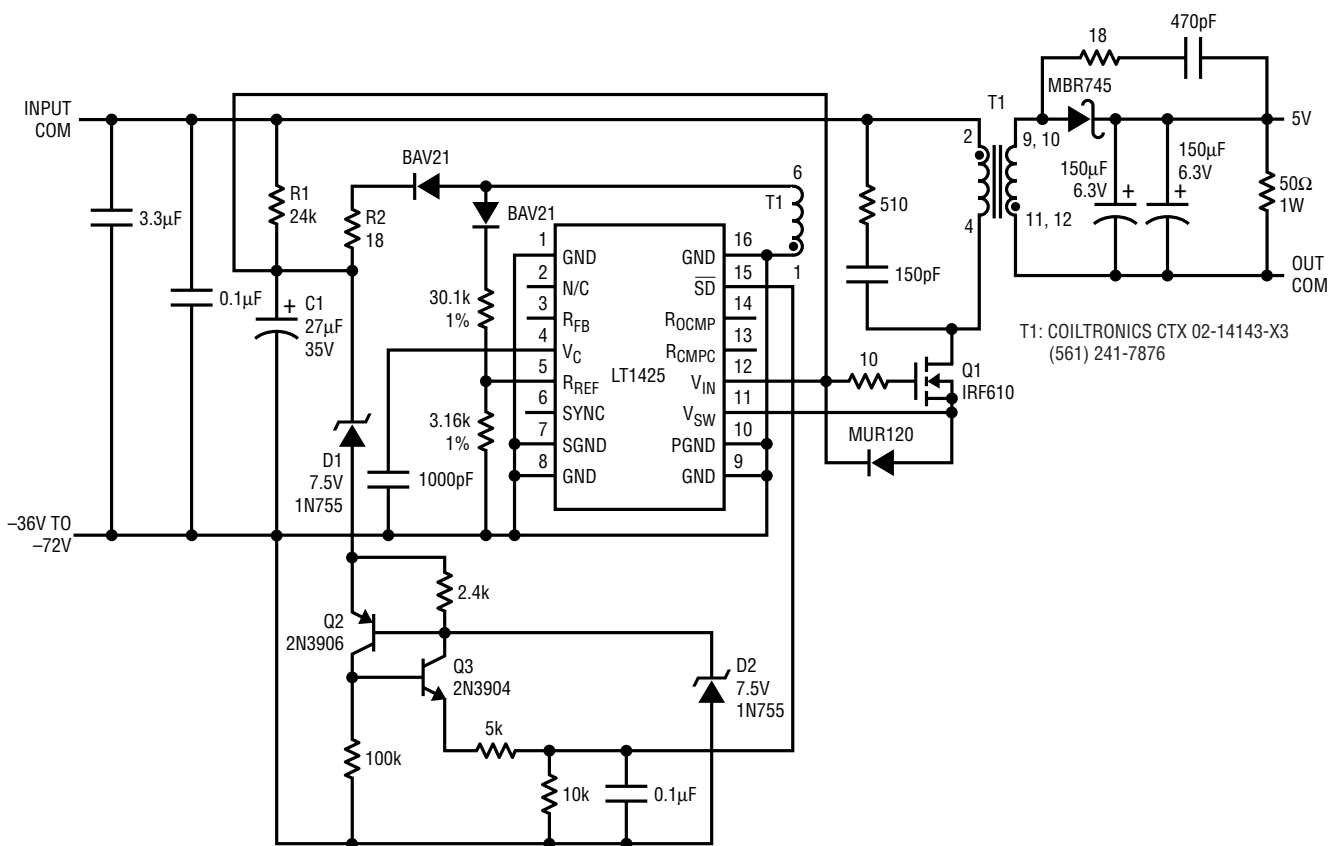 470pF
18
MBR745
T1
INPUT
COM
5V
2
9, 10
BAV21
6
150µF
6.3V
+
150µF
6.3V
+
R1
24k
T1
50Ω
1W
3.3µF
R2
18
BAV21
510
4
11, 12
1
GND
GND
16
1
OUT
COM
2
N/C
SD
15
0.1µF
+
C1
27µF
35V
30.1k
1%
150pF
3
RFB
ROCMP
14
T1: COILTRONICS CTX 02-14143-X3
(561) 241-7876
4
VC
RCMPC
13
LT1425
10
Q1
IRF610
5
RREF
VIN
12
6
SYNC
VSW
11
3.16k
1%
7
SGND
PGND
10
MUR120
D1
7.5V
1N755
1000pF
8
GND
GND
9
–36V TO
–72V
2.4k
Q2
2N3906
Q3
2N3904
D2
7.5V
1N755
5k
100k
10k
0.1µF